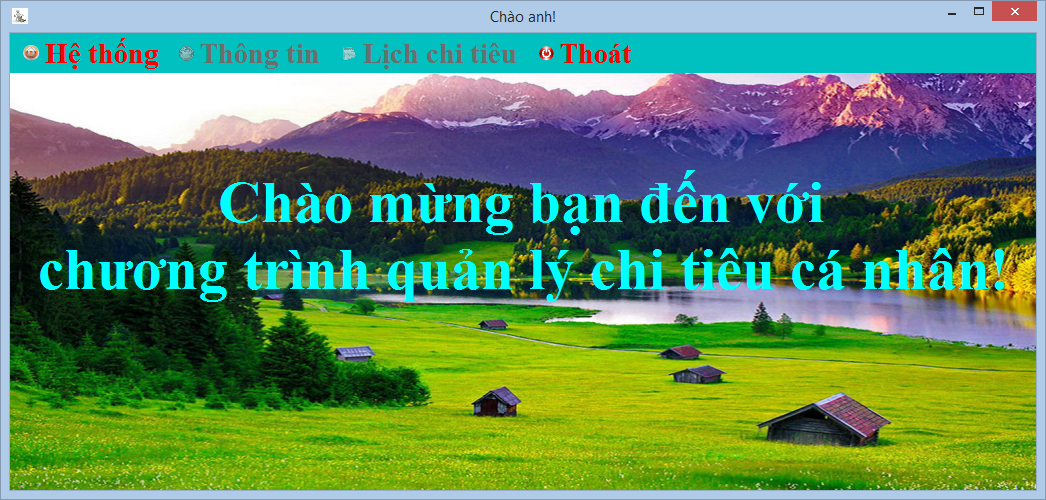 Chào anh!
Hệ thống Thông tin Lịch chi tiêu Thoát
Chào mừng bạn đến với
chương trình quản lý chi tiêu cá nhân!